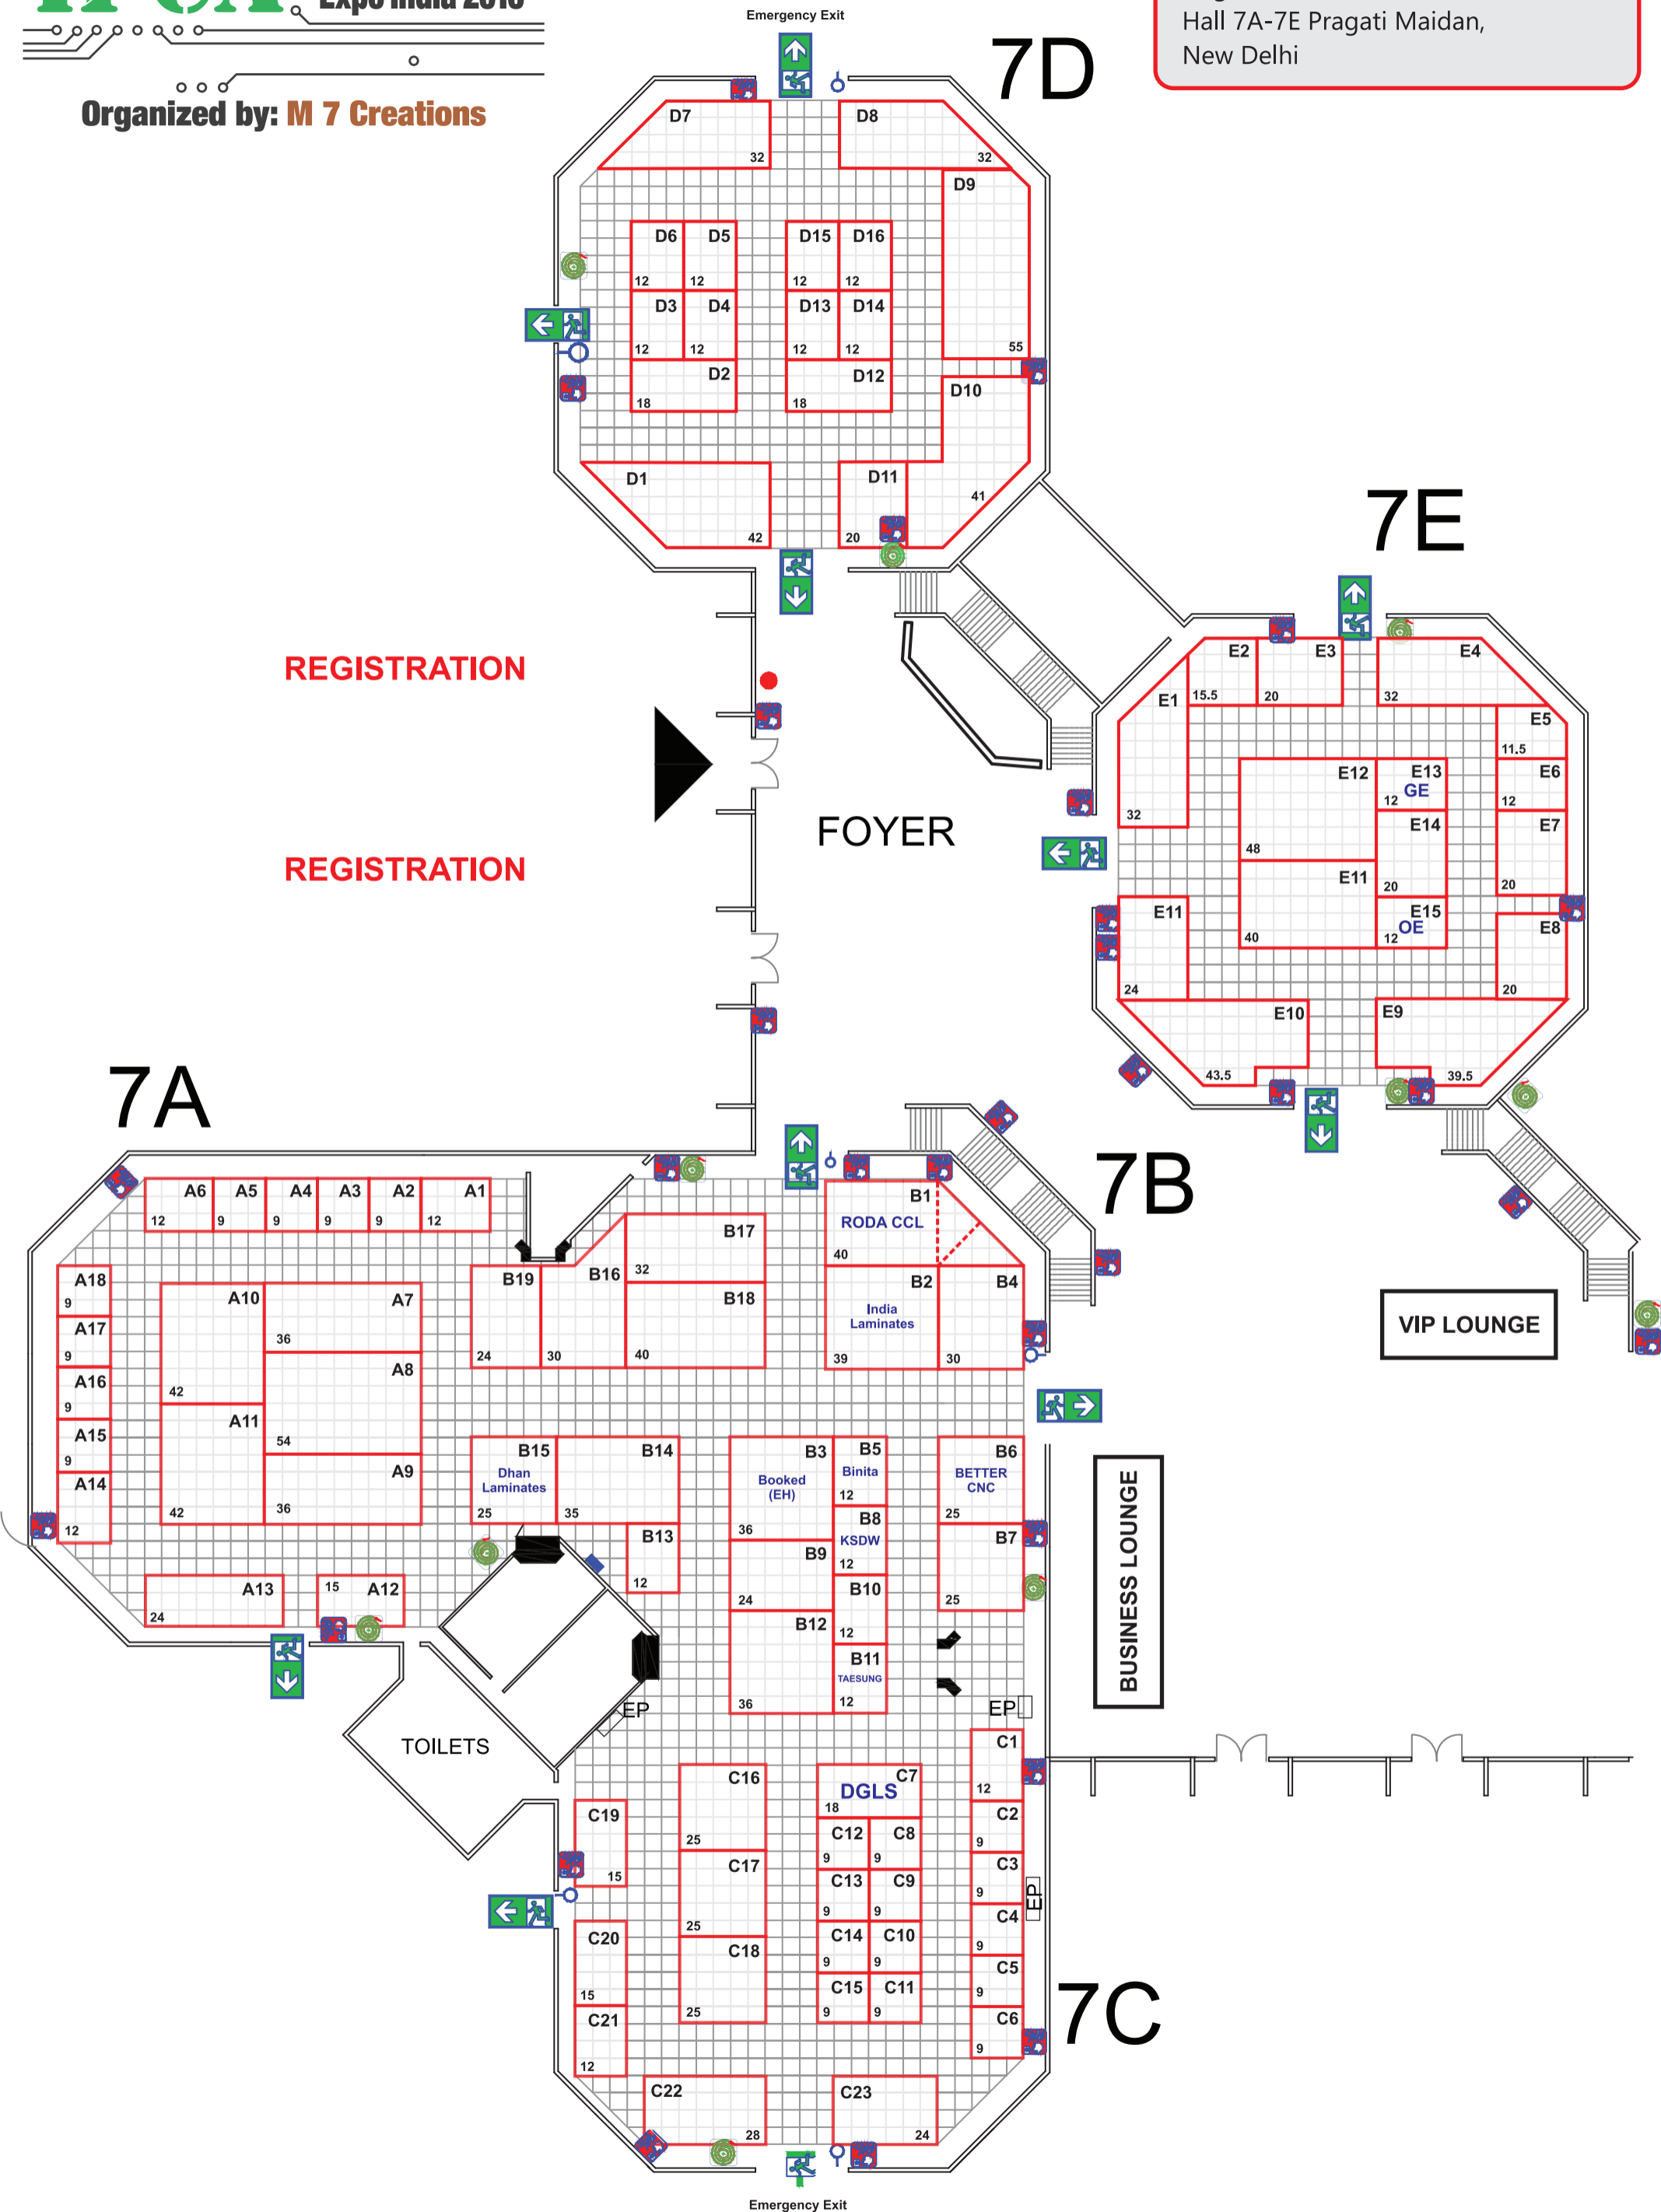 Organized by: M 7 Creations
Hall 7A-7E Pragati Maidan,
New Delhi
Emergency Exit
7D
D7
32
D8
32
D9
55
D6
12
D5
12
D15
12
D16
12
D3
12
D4
12
D13
12
D14
12
D2
18
D12
18
D10
41
D1
42
D11
20
7E
REGISTRATION
REGISTRATION
FOYER
E1
32
E2
15.5
E3
20
E4
32
E5
11.5
E6
12
E7
20
E8
20
E12
48
E13
GE
12
E14
20
E11
40
E15
OE
12
E11
24
E10
43.5
E9
39.5
7A
A6
12
A5
9
A4
9
A3
9
A2
9
A1
12
A18
9
A17
9
A16
9
A15
9
A14
12
A10
42
A7
36
A8
54
A11
42
A9
36
A13
24
15
A12
7B
B1
RODA CCL
40
B17
32
B19
24
B16
30
B18
40
B2
India
Laminates
39
B4
30
B15
Dhan
Laminates
25
B14
35
B13
12
B3
Booked
(EH)
36
B5
Binita
12
B8
KSDW
12
B6
BETTER
CNC
25
B7
25
B9
24
B10
12
B12
36
B11
TAESUNG
12
VIP LOUNGE
BUSINESS LOUNGE
TOILETS
EP
EP
EP
C1
12
C2
9
C3
9
C4
9
C5
9
C6
9
C16
25
C7
DGLS
18
C12
9
C8
9
C19
15
C17
25
C13
9
C9
9
C14
9
C10
9
C20
15
C18
25
C15
9
C11
9
C21
12
7C
C22
28
C23
24
Emergency Exit